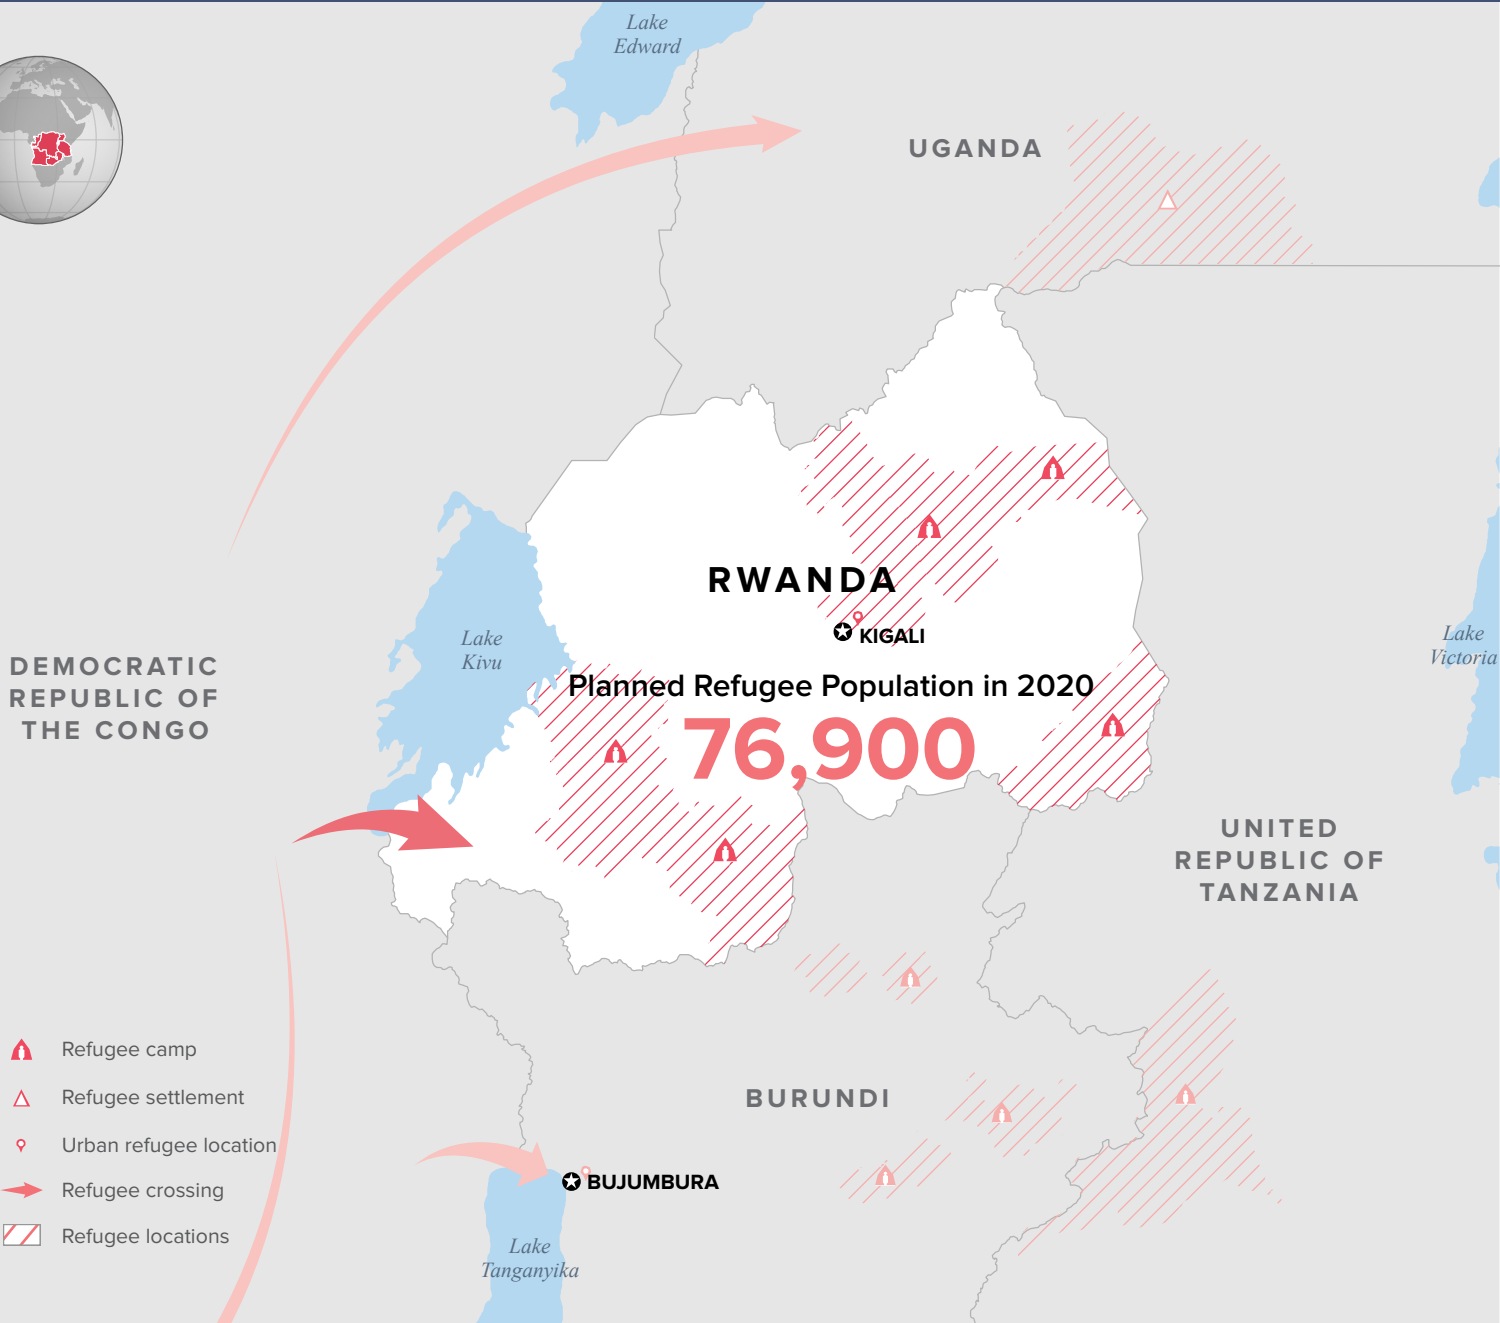 Lake
Edward
UGANDA
RWANDA
KIGALI
Lake
Kivu
DEMOCRATIC
REPUBLIC OF
THE CONGO
Lake
Victoria
Planned Refugee Population in 2020
76,900
UNITED
REPUBLIC OF
TANZANIA
Refugee camp
Refugee settlement
Urban refugee location
Refugee crossing
Refugee locations
BURUNDI
BUJUMBURA
Lake
Tanganyika